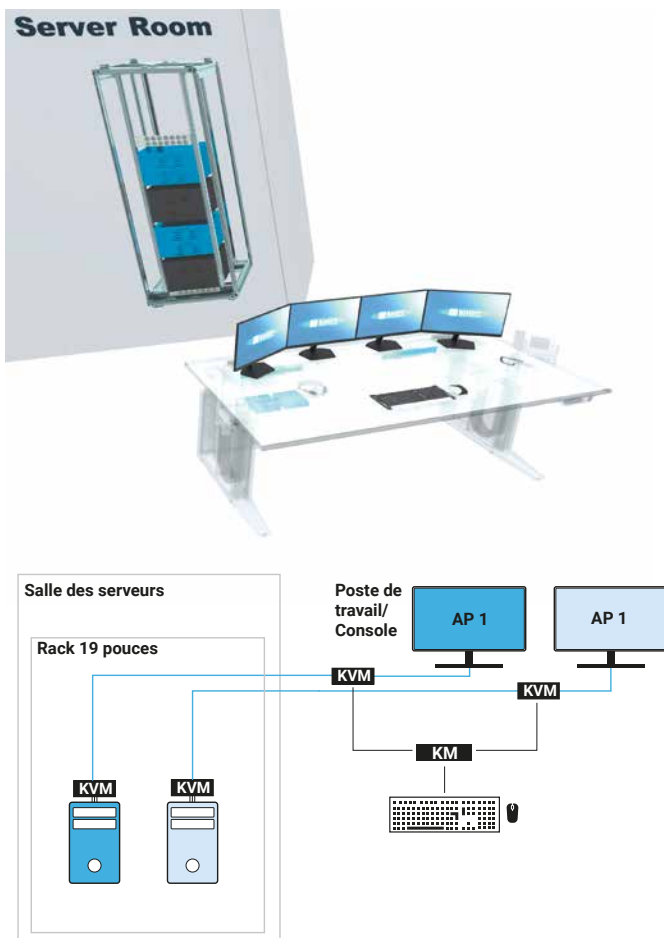 Server Room
Salle des serveurs
Rack 19 pouces
Poste de
travail/
Console
AP 1
AP 1
KVM
KVM
KM
KVM
KVM